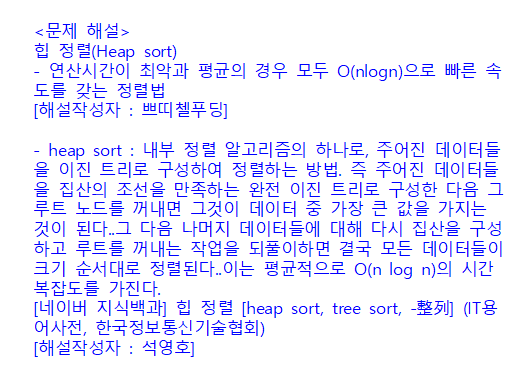 <문제 해설>
힙 정렬(Heap sort)
- 연산시간이 최악과 평균의 경우 모두 O(nlogn)으로 빠른 속
도를 갖는 정렬법
[해설작성자 : 쁘띠첼푸딩]
- heap sort : 내부 정렬 알고리즘의 하나로, 주어진 데이터들
을 이진 트리로 구성하여 정렬하는 방법. 즉 주어진 데이터들
을 집산의 조선을 만족하는 완전 이진 트리로 구성한 다음 그
루트 노드를 꺼내면 그것이 데이터 중 가장 큰 값을 가지는
것이 된다..그 다음 나머지 데이터들에 대해 다시 집산을 구성
하고 루트를 꺼내는 작업을 되풀이하면 결국 모든 데이터들이
크기 순서대로 정렬된다..이는 평균적으로 O(n log n)의 시간
복잡도를 가진다.
[네이버 지식백과] 힙 정렬 [heap sort, tree sort, -整列] (IT용
어사전, 한국정보통신기술협회)
[해설작성자 : 석영호]